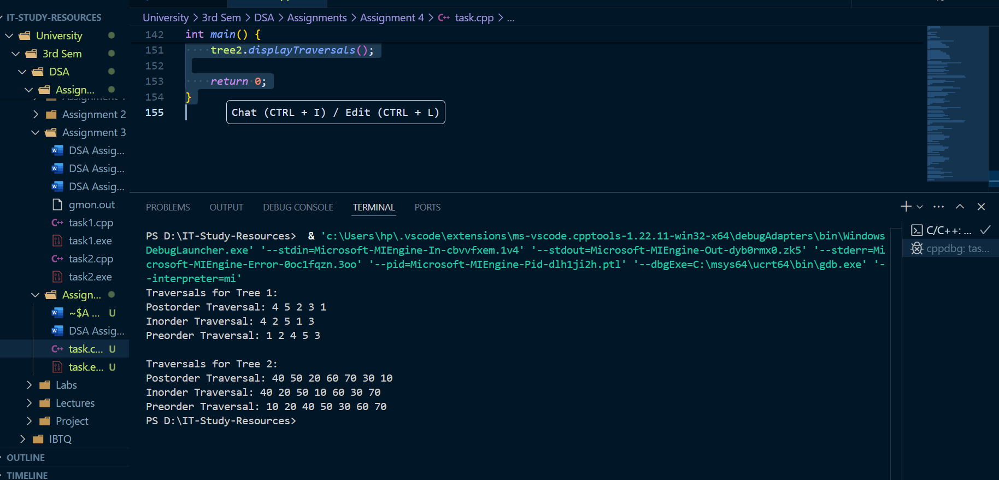 IT-STUDY-RESOURCES
University
3rd Sem
DSA
Assign...
Assignment 2
Assignment 3
DSA Assig...
DSA Assig...
DSA Assig...
gmon.out
task1.cpp
task1.exe
task2.cpp
task2.exe
Assign...
~$A ... U
DSA Assig...
task.c... U
task.e... U
Labs
Lectures
Project
IBTQ
OUTLINE
TIMELINE
University > 3rd Sem > DSA > Assignments > Assignment 4 > C++ task.cpp > ...
142 int main() {
151 tree2.displayTraversals();
152
153 return 0;
154 }
155
Chat (CTRL + I) / Edit (CTRL + L)
PROBLEMS OUTPUT DEBUG CONSOLE TERMINAL PORTS
PS D:\IT-Study-Resources>  & 'c:\Users\hp\.vscode\extensions\ms-vscode.cpptools-1.22.11-win32-x64\debugAdapters\bin\Windows
DebugLauncher.exe' '--stdin=Microsoft-MIEngine-In-cbvvfxem.1v4' '--stdout=Microsoft-MIEngine-Out-dyb0rmx0.zk5' '--stderr=Mi
crosoft-MIEngine-Error-0oc1fqzn.3oo' '--pid=Microsoft-MIEngine-Pid-dlh1ji2h.ptl' '--dbgExe=C:\msys64\ucrt64\bin\gdb.exe' '-
-interpreter=mi'
Traversals for Tree 1:
Postorder Traversal: 4 5 2 3 1
Inorder Traversal: 4 2 5 1 3
Preorder Traversal: 1 2 4 5 3
Traversals for Tree 2:
Postorder Traversal: 40 50 20 60 70 30 10
Inorder Traversal: 40 20 50 10 60 30 70
Preorder Traversal: 10 20 40 50 30 60 70
PS D:\IT-Study-Resources>
C/C++: ...
cppdbg: tas...